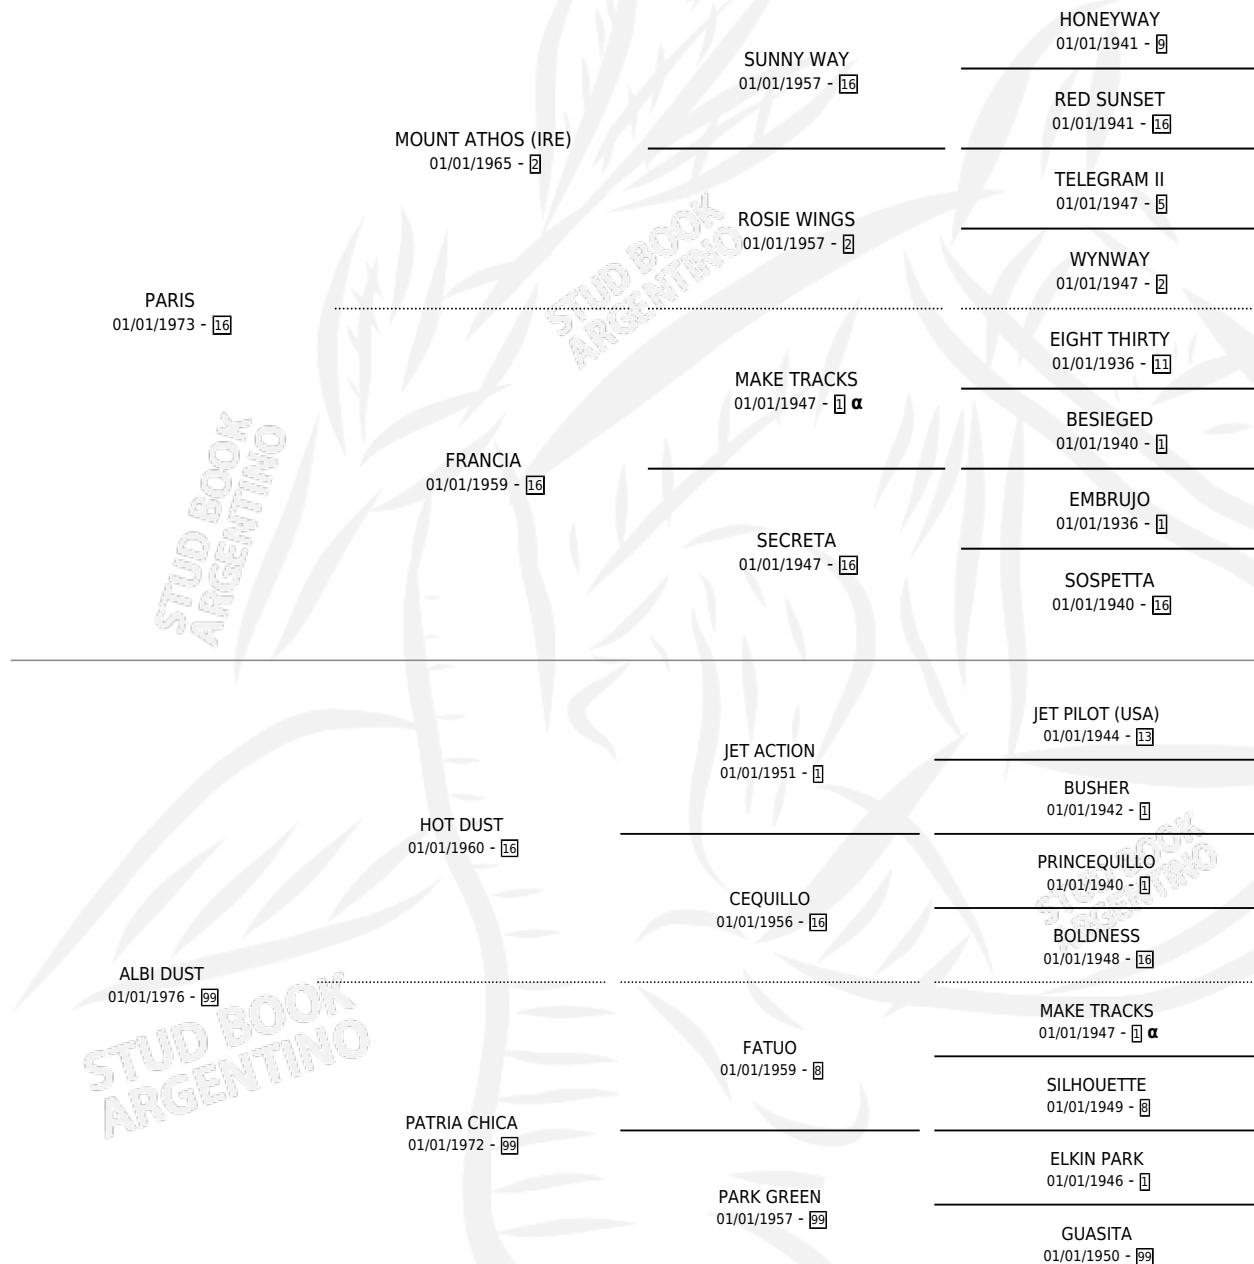 HONEYWAY
01/01/1941 - 9
SUNNY WAY
01/01/1957 - 16
RED SUNSET
01/01/1941 - 16
MOUNT ATHOS (IRE)
01/01/1965 - 2
TELEGRAM II
01/01/1947 - 5
ROSIE WINGS
01/01/1957 - 2
WYNWAY
01/01/1947 - 2
PARIS
01/01/1973 - 16
EIGHT THIRTY
01/01/1936 - 11
MAKE TRACKS
01/01/1947 - 1 α
BESIEGED
01/01/1940 - 1
FRANCIA
01/01/1959 - 16
EMBRUJO
01/01/1936 - 1
SECRETA
01/01/1947 - 16
SOSPETTA
01/01/1940 - 16
JET PILOT (USA)
01/01/1944 - 13
JET ACTION
01/01/1951 - 1
BUSHER
01/01/1942 - 1
HOT DUST
01/01/1960 - 16
PRINCEQUILLO
01/01/1940 - 1
CEQUILLO
01/01/1956 - 16
BOLDNESS
01/01/1948 - 16
ALBI DUST
01/01/1976 - 99
MAKE TRACKS
01/01/1947 - 1 α
FATUO
01/01/1959 - 8
SILHOUETTE
01/01/1949 - 8
PATRIA CHICA
01/01/1972 - 99
ELKIN PARK
01/01/1946 - 1
PARK GREEN
01/01/1957 - 99
GUASITA
01/01/1950 - 99
STUD BOOK
ARGENTINO
STUD BOOK
ARGENTINO
STUD BOOK
ARGENTINO
STUD BOOK
ARGENTINO